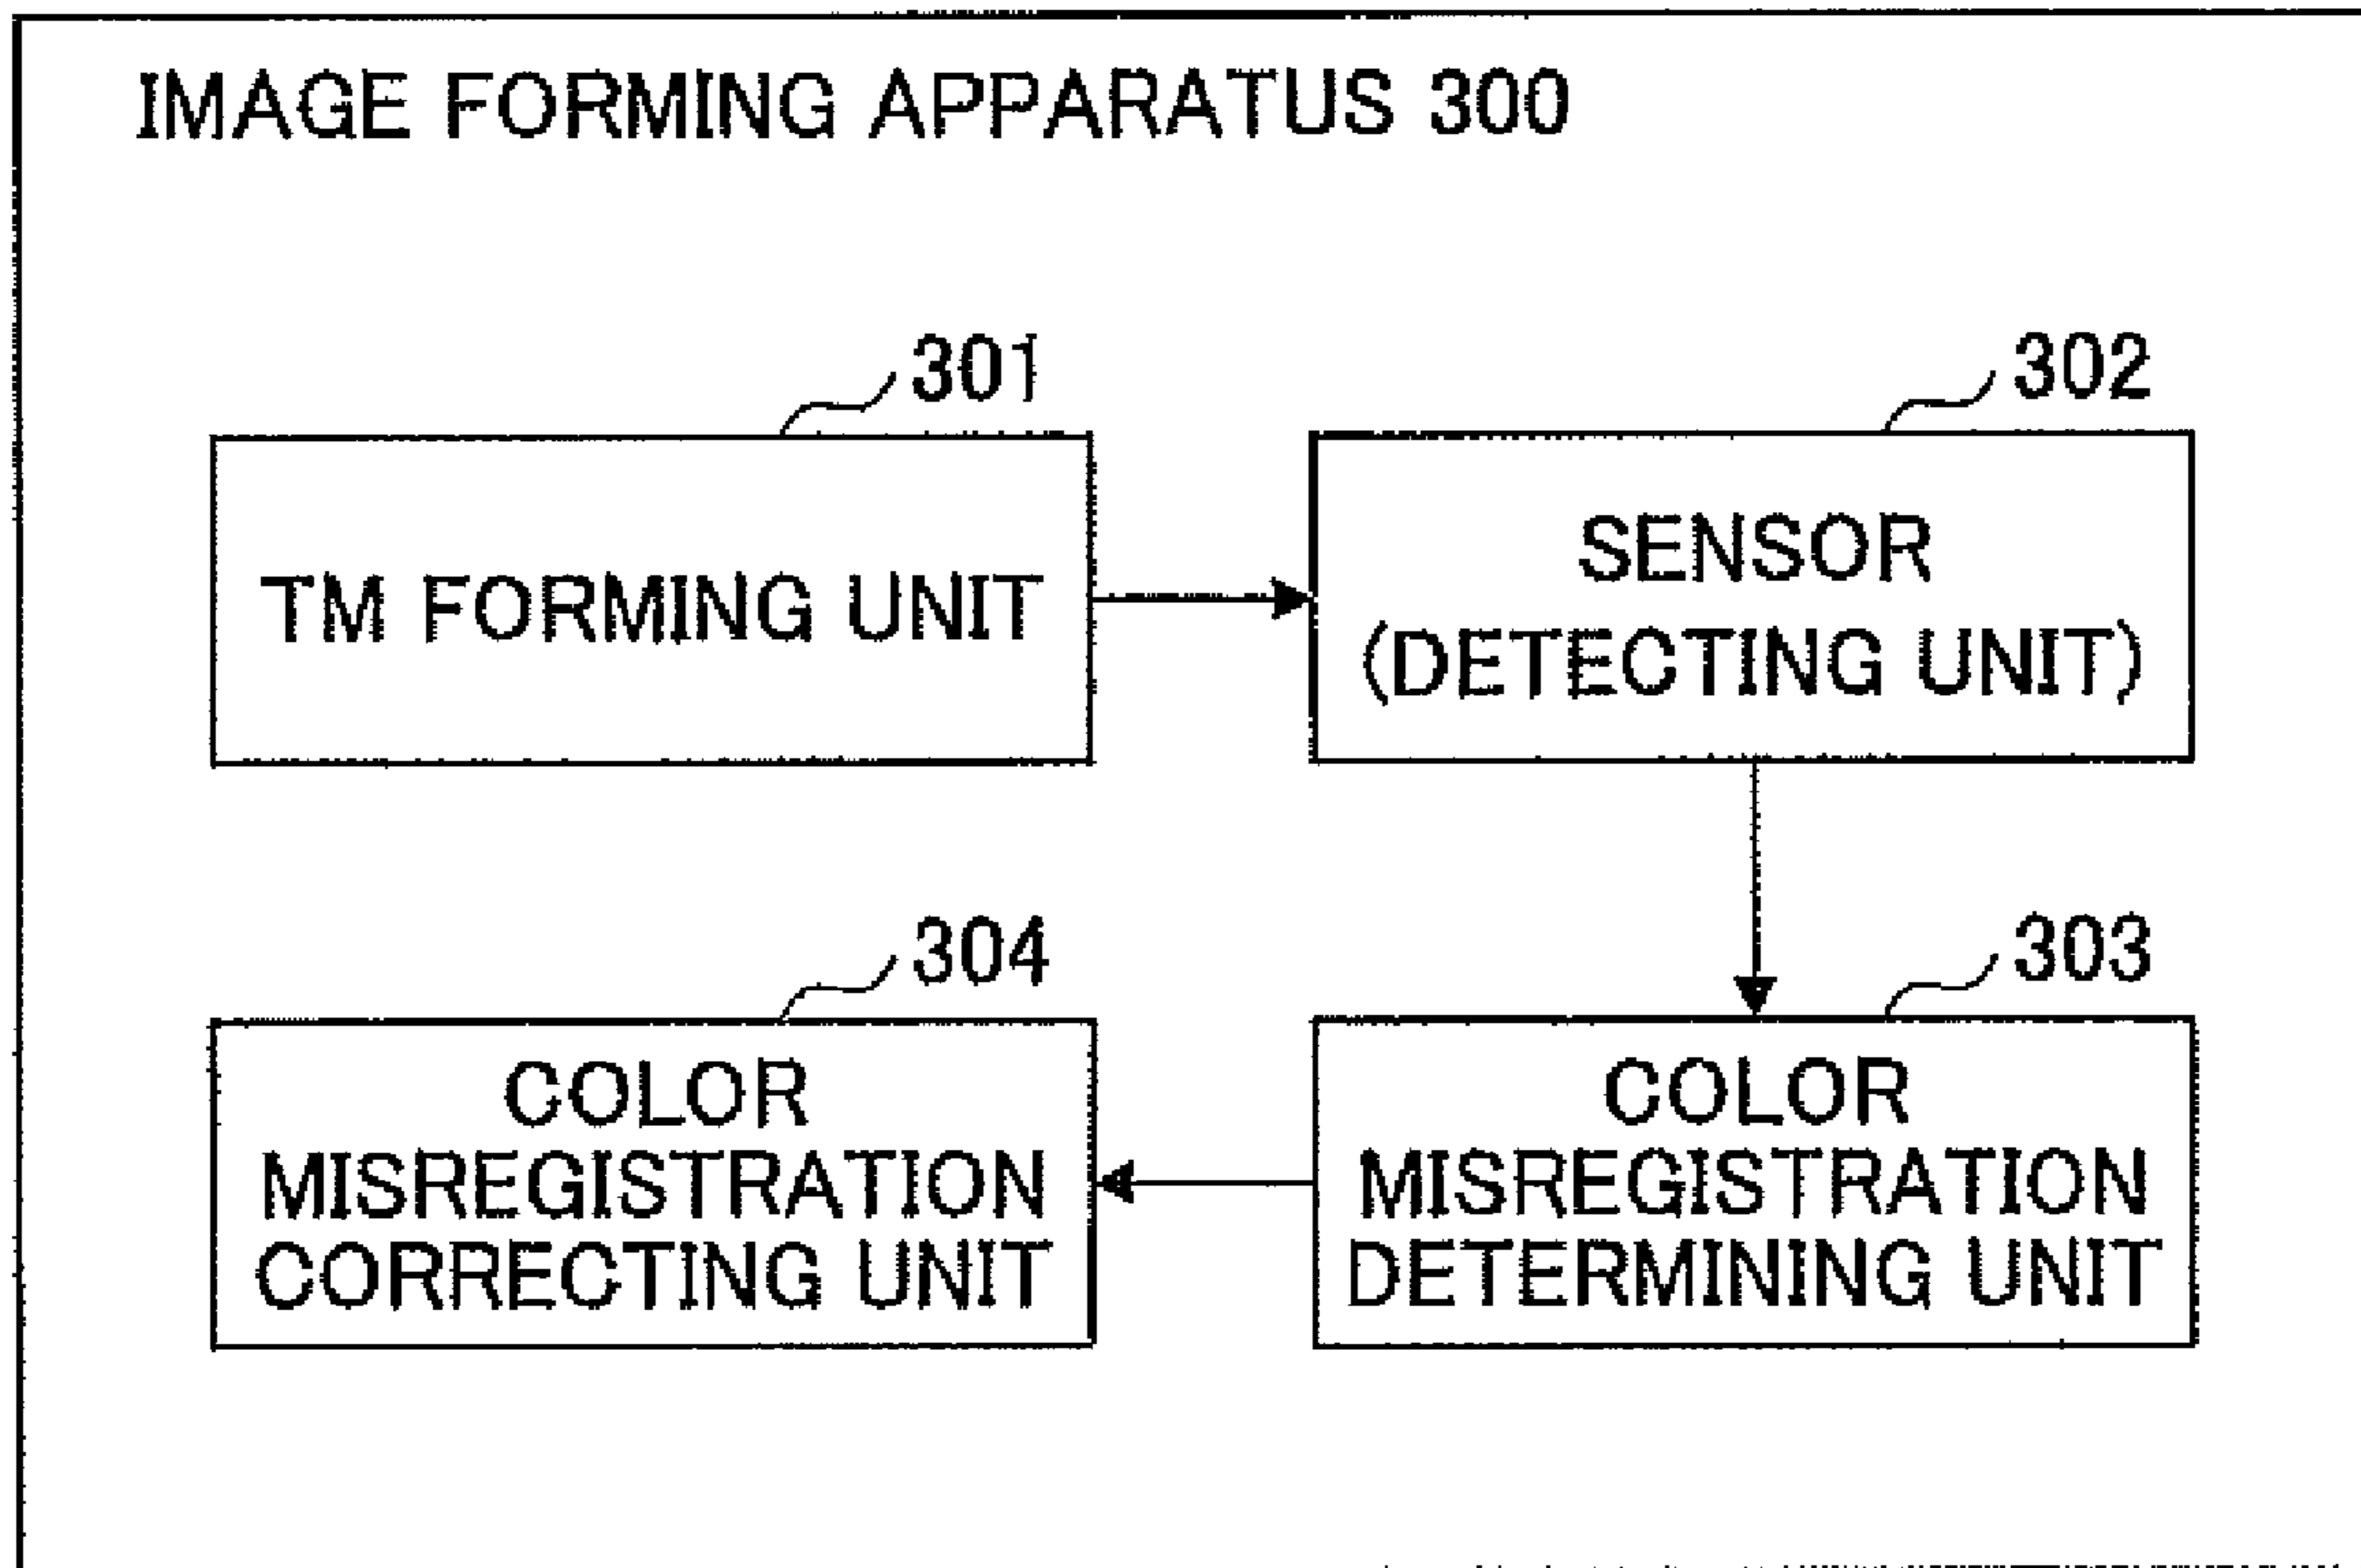 IMAGE FORMING APPARATUS 300
301
TM FORMING UNIT
302
SENSOR
(DETECTING UNIT)
304
COLOR
MISREGISTRATION
CORRECTING UNIT
303
COLOR
MISREGISTRATION
DETERMINING UNIT